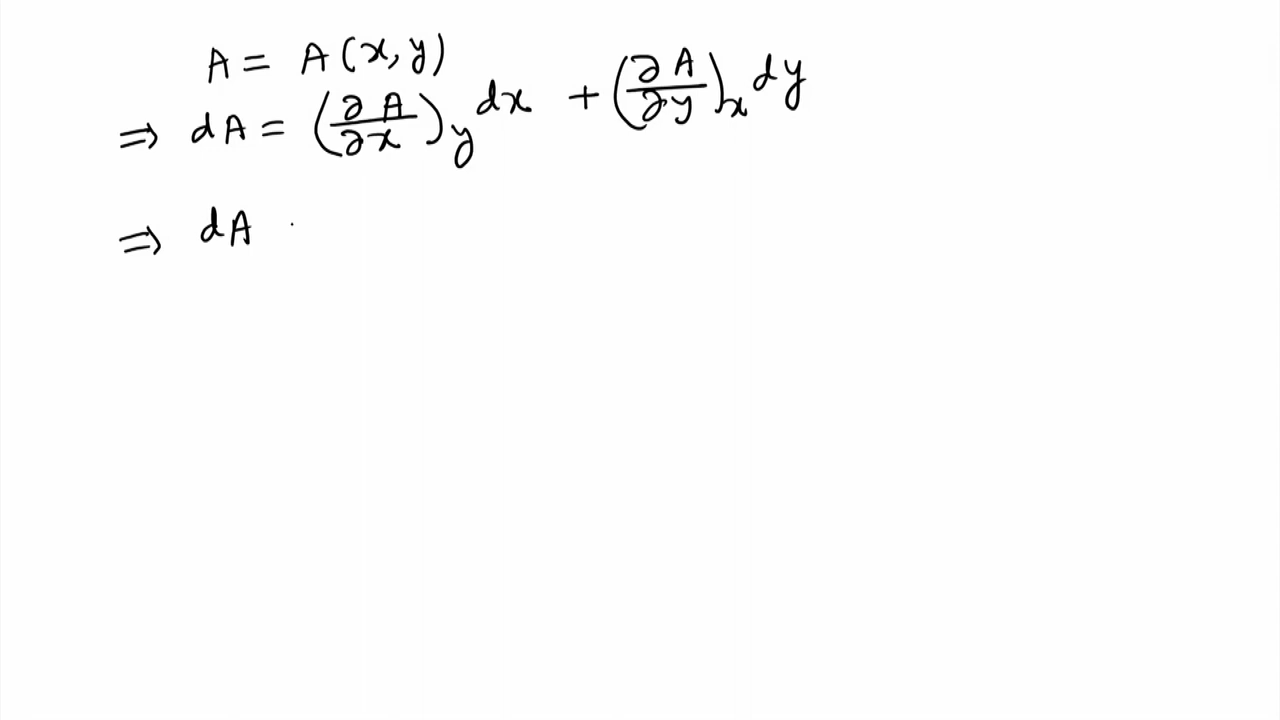 A = A(x, y)
⇒ dA = (∂A/∂x)_y dx + (∂A/∂y)_x dy
⇒ dA